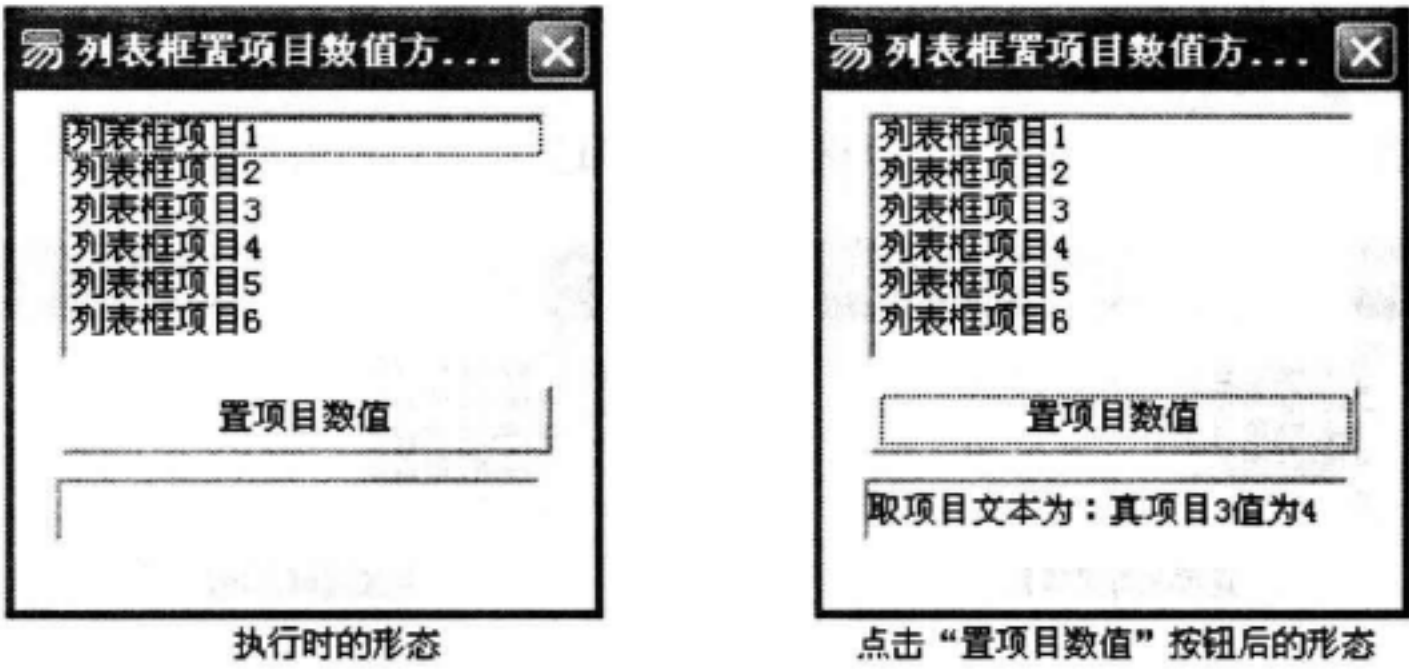 易 列表框置项目数值方...
列表框项目1
列表框项目2
列表框项目3
列表框项目4
列表框项目5
列表框项目6
置项目数值
执行时的形态
易 列表框置项目数值方...
列表框项目1
列表框项目2
列表框项目3
列表框项目4
列表框项目5
列表框项目6
置项目数值
取项目文本为：真项目3值为4
点击“置项目数值”按钮后的形态